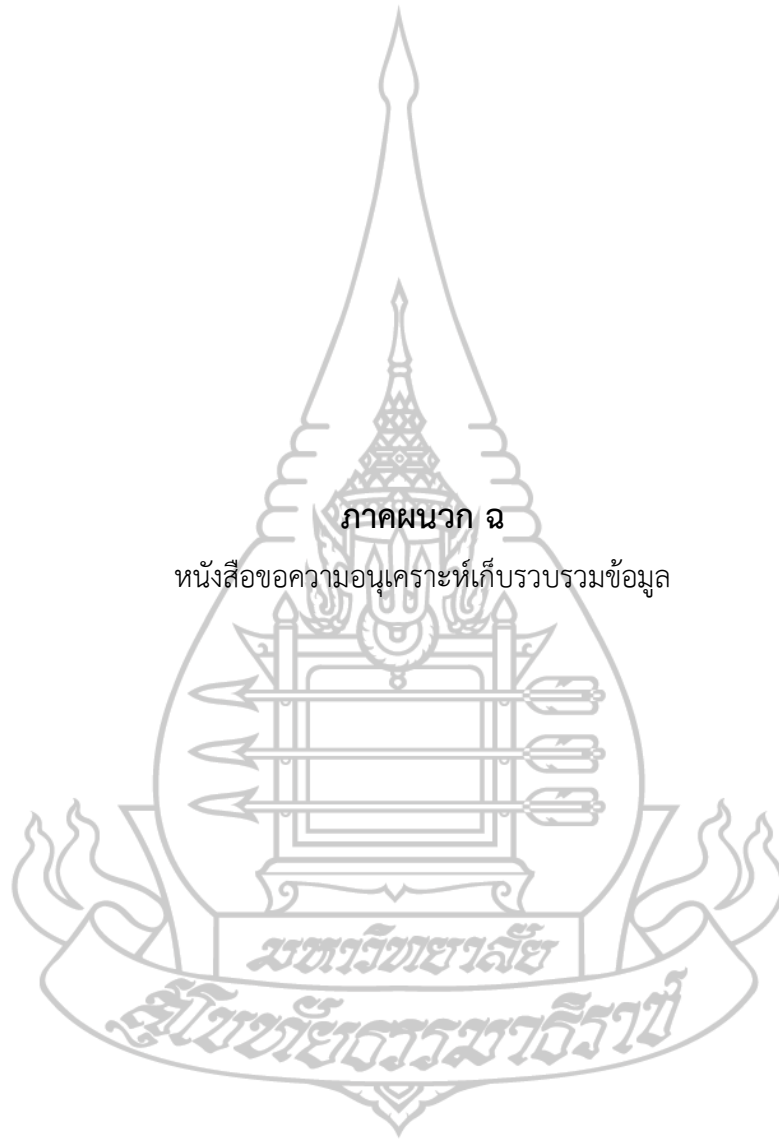 ภาคผนวก ฉ
หนังสือขอความอนุเคราะห์เก็บรวบรวมข้อมูล
มหาวิทยาลัย
สุโขทัยธรรมาธิราช